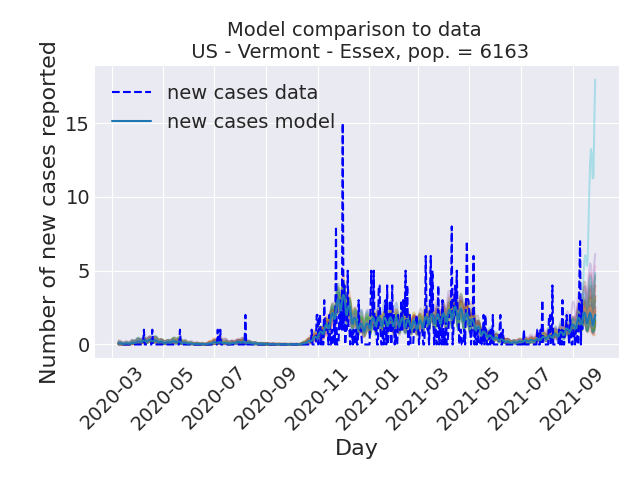 Model comparison to data
US - Vermont - Essex, pop. = 6163
Number of new cases reported
new cases data
new cases model
15
10
5
0
2020-03
2020-05
2020-07
2020-09
2020-11
2021-01
2021-03
2021-05
2021-07
2021-09
Day